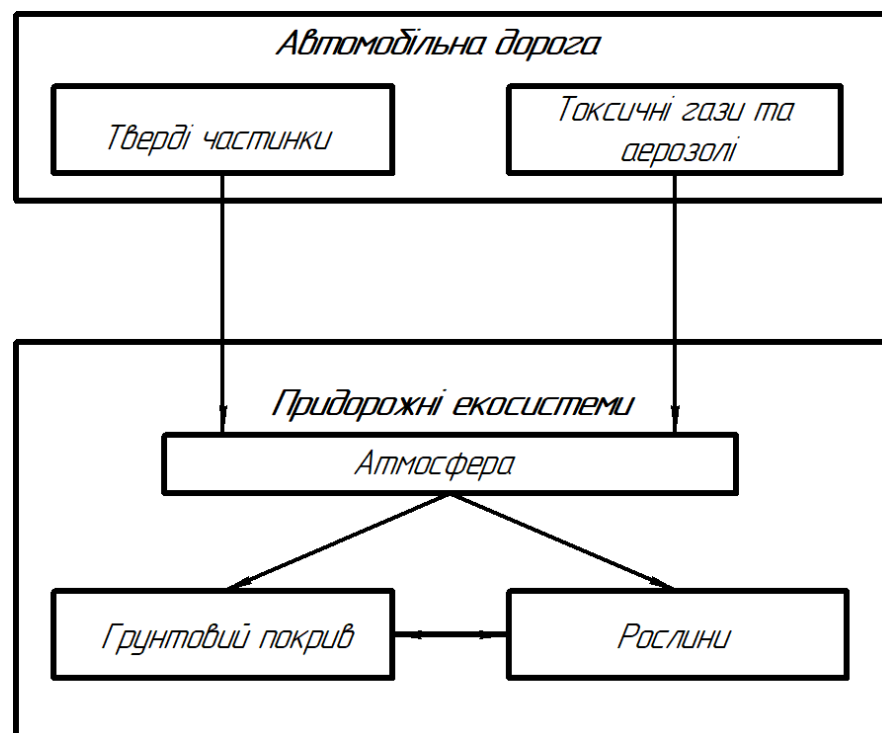 Автомобільна дорога
Тверді частинки
Токсичні гази та
аерозолі
Придорожні екосистеми
Атмосфера
Грунтовий покрив
Рослини